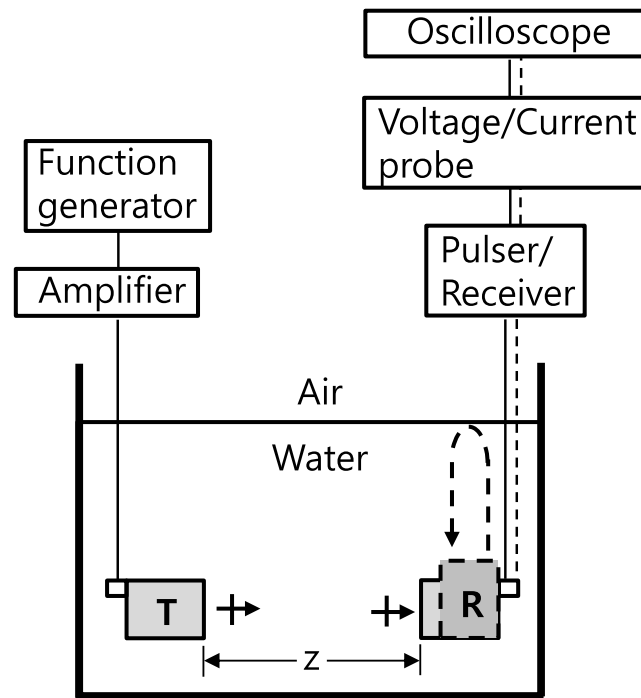 Oscilloscope
Voltage/Current
probe
Function
generator
Pulser/
Receiver
Amplifier
Air
Water
T
R
z